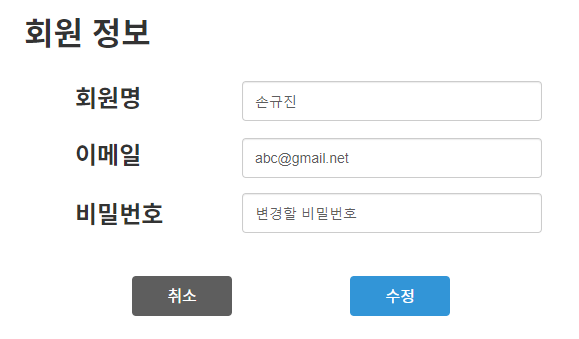 회원 정보
회원명 손규진
이메일 abc@gmail.net
비밀번호 변경할 비밀번호
취소 수정